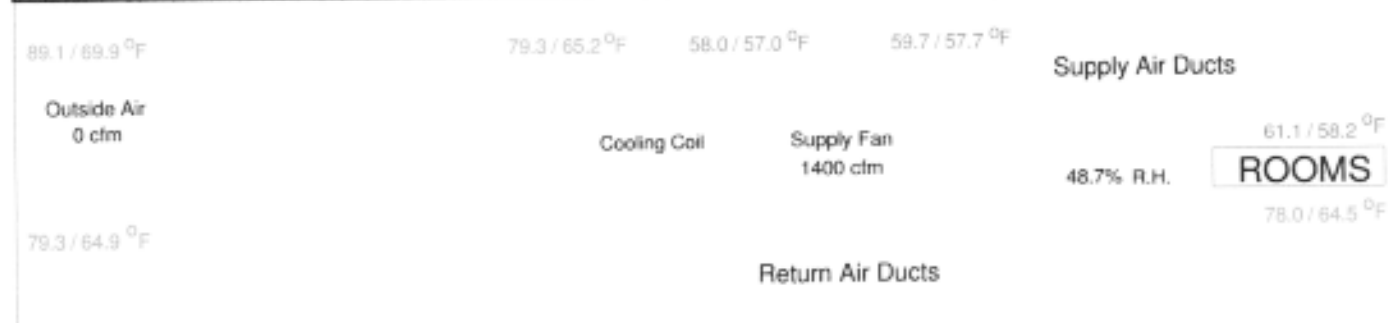 89.1 / 69.9 °F
79.3 / 65.2 °F
58.0 / 57.0 °F
59.7 / 57.7 °F
Supply Air Ducts
Outside Air
0 cfm
Cooling Coil
Supply Fan
1400 cfm
61.1 / 58.2 °F
48.7% R.H.
ROOMS
78.0 / 64.5 °F
79.3 / 64.9 °F
Return Air Ducts